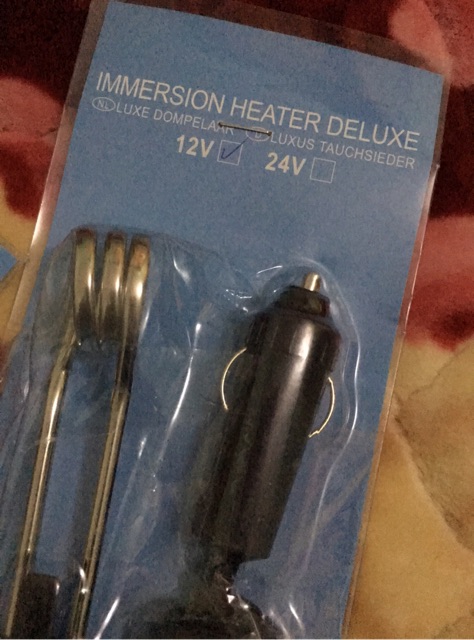 IMMERSION HEATER DELUXE
NL LUXE DOMPELAAR D LUXUS TAUCHSIEDER
12V 24V